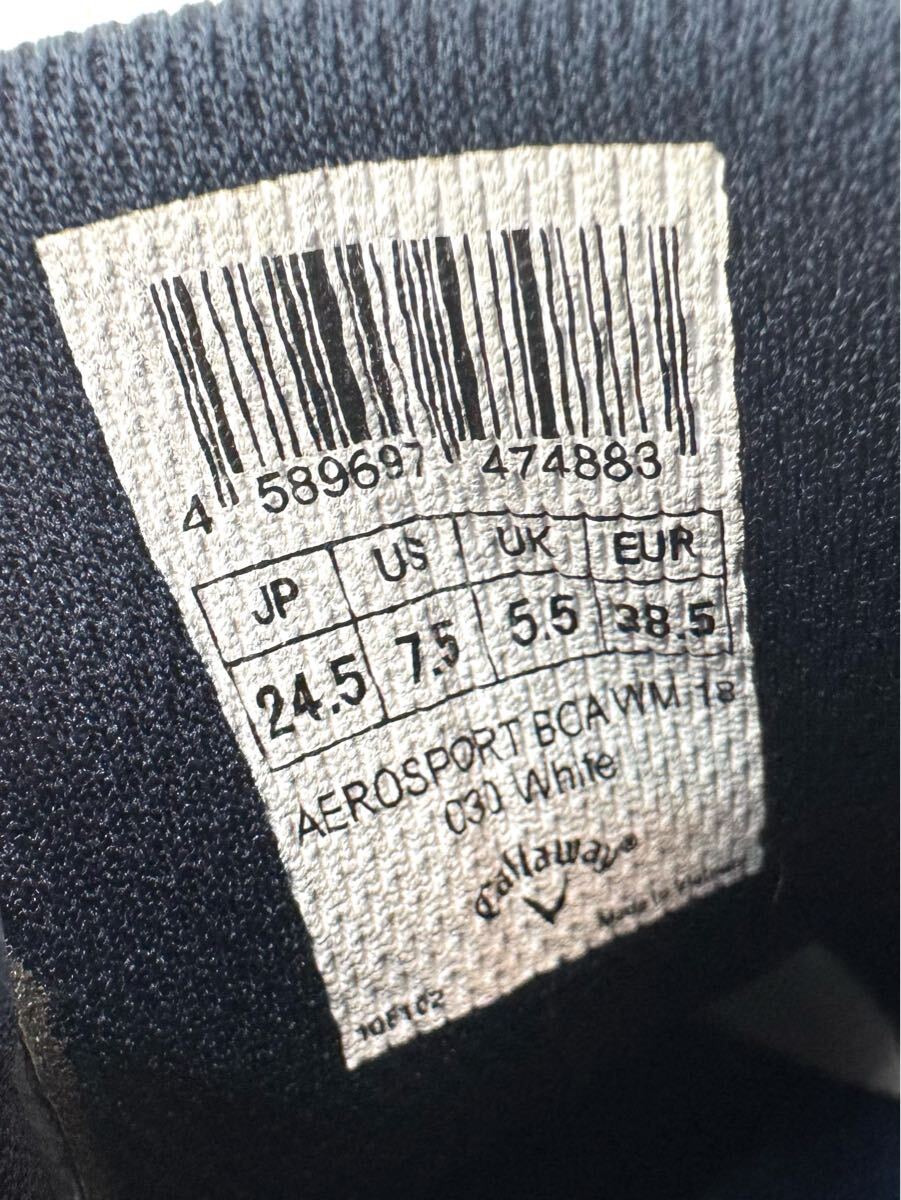 4 589697 474883
JP US UK EUR
24.5 7.5 5.5 38.5
AEROSPORT BOA WM 18
030 White
Callaway®
Made in Vietnam